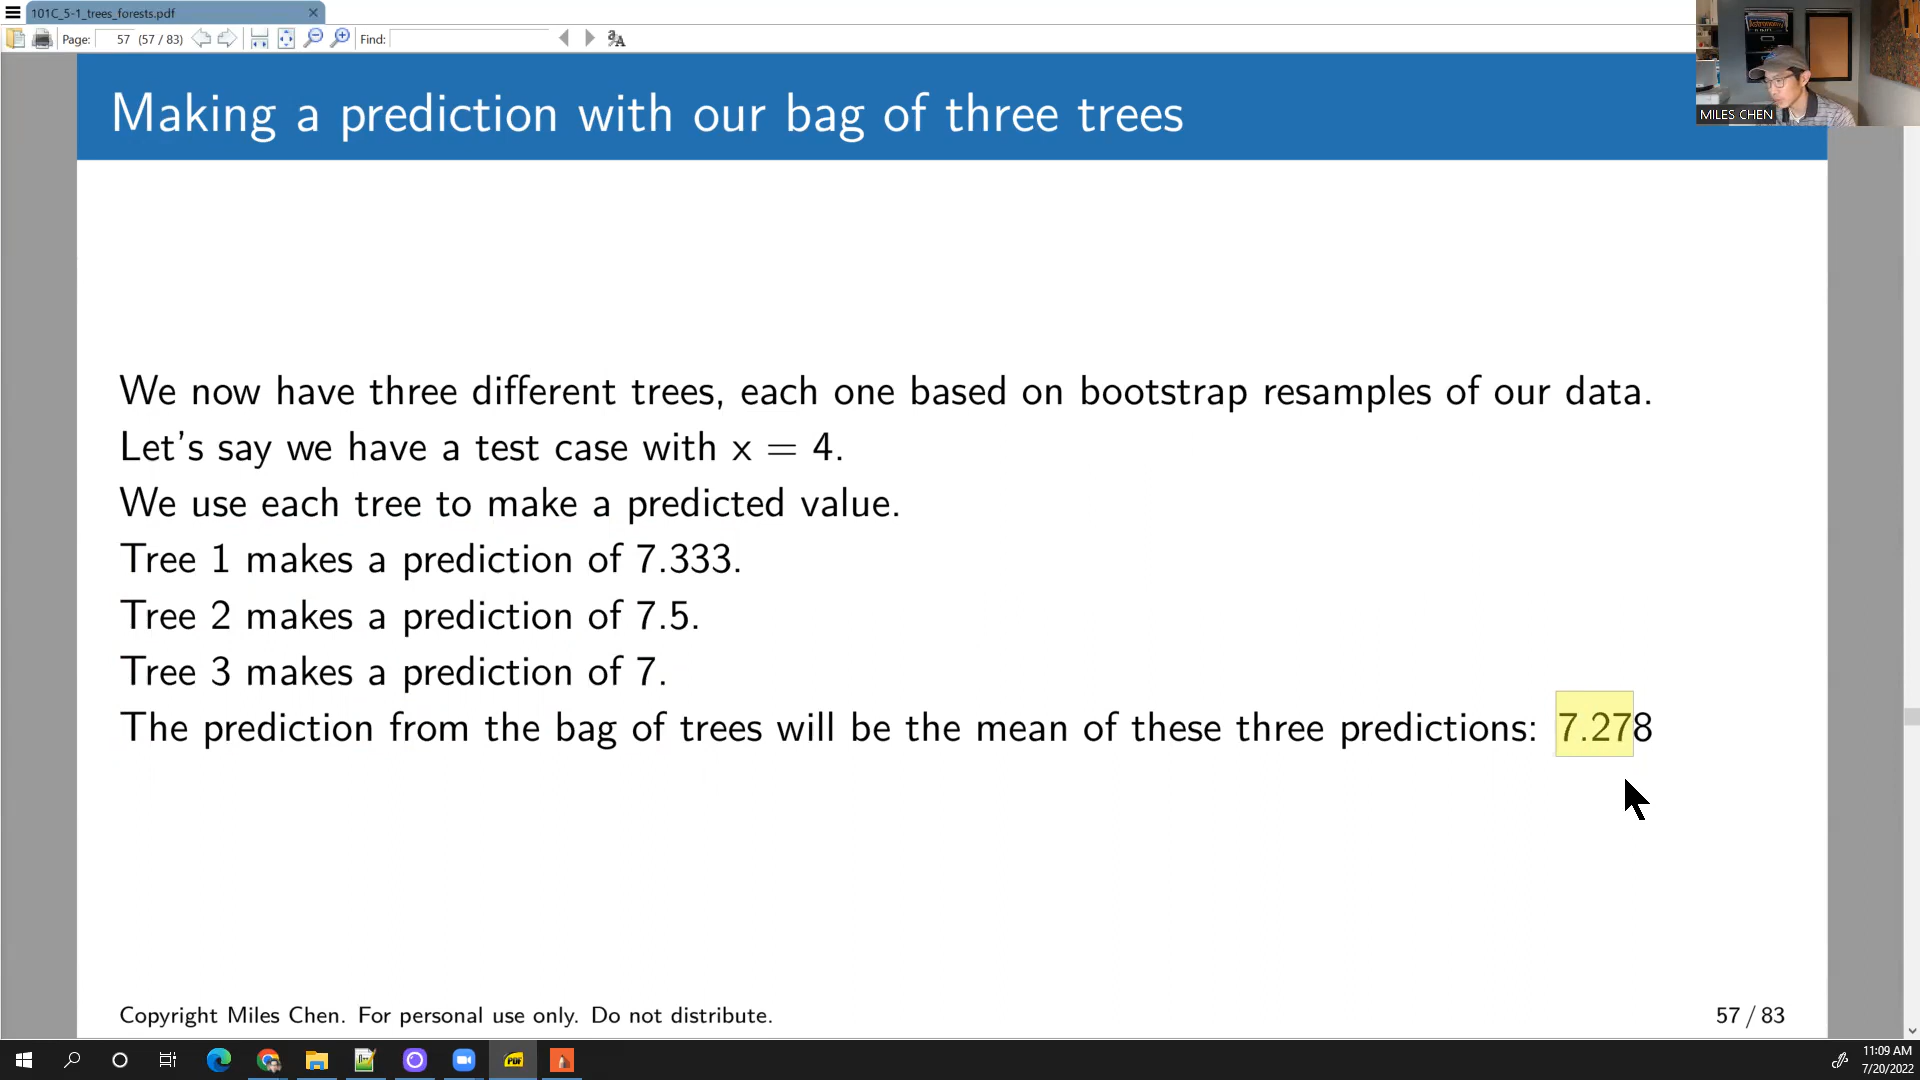 101C_5-1_trees_forests.pdf
Page: 57 (57 / 83) Find:
MILES CHEN
Making a prediction with our bag of three trees
We now have three different trees, each one based on bootstrap resamples of our data.
Let's say we have a test case with x = 4.
We use each tree to make a predicted value.
Tree 1 makes a prediction of 7.333.
Tree 2 makes a prediction of 7.5.
Tree 3 makes a prediction of 7.
The prediction from the bag of trees will be the mean of these three predictions: 7.278
Copyright Miles Chen. For personal use only. Do not distribute.
57 / 83
11:09 AM
7/20/2022